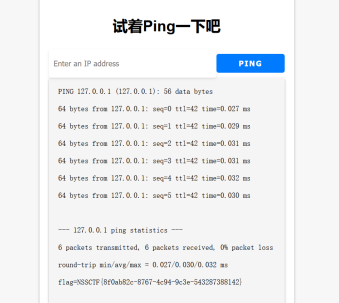 试着Ping一下吧
Enter an IP address
PING
PING 127.0.0.1 (127.0.0.1): 56 data bytes
64 bytes from 127.0.0.1: seq=0 ttl=42 time=0.027 ms
64 bytes from 127.0.0.1: seq=1 ttl=42 time=0.029 ms
64 bytes from 127.0.0.1: seq=2 ttl=42 time=0.031 ms
64 bytes from 127.0.0.1: seq=3 ttl=42 time=0.031 ms
64 bytes from 127.0.0.1: seq=4 ttl=42 time=0.032 ms
64 bytes from 127.0.0.1: seq=5 ttl=42 time=0.030 ms
--- 127.0.0.1 ping statistics ---
6 packets transmitted, 6 packets received, 0% packet loss
round-trip min/avg/max = 0.027/0.030/0.032 ms
flag=NSSCTF{8f0ab82c-8767-4c94-9c3e-543287388142}